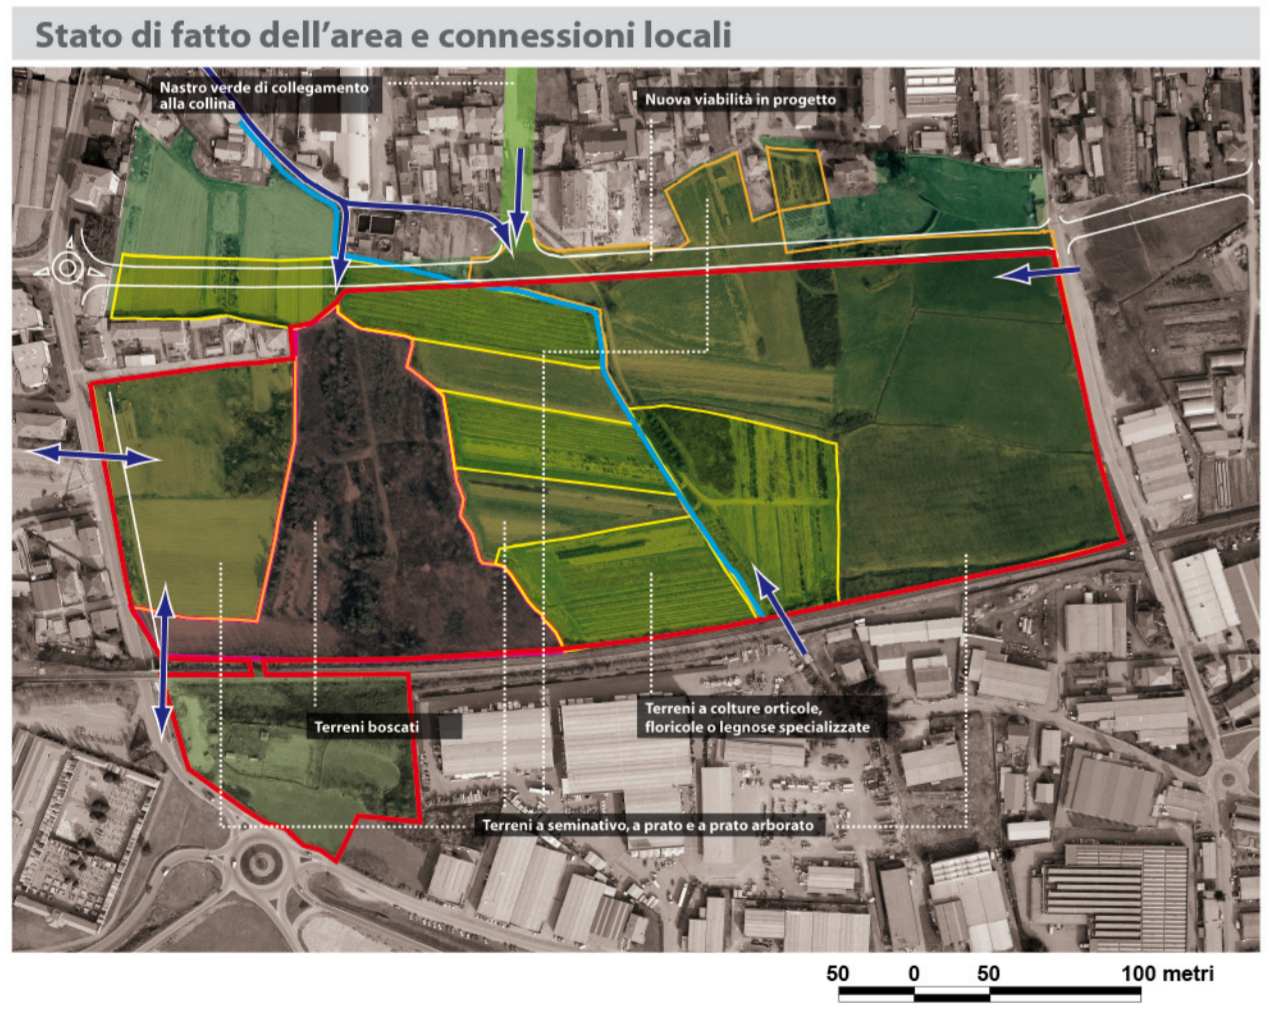 Stato di fatto dell'area e connessioni locali
Nastro verde di collegamento
alla collina
Nuova viabilità in progetto
Terreni boscati
Terreni a colture orticole,
floricole o legnose specializzate
Terreni a seminativo, a prato e a prato arborato
50 0 50 100 metri